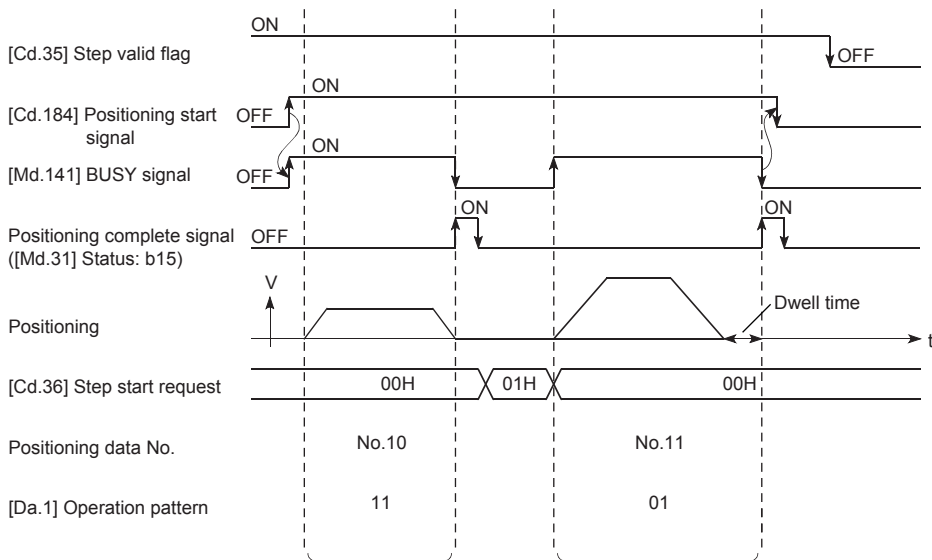 ON
[Cd.35] Step valid flag
OFF
ON
[Cd.184] Positioning start
signal
OFF
ON
[Md.141] BUSY signal
OFF
ON
ON
Positioning complete signal
([Md.31] Status: b15)
OFF
V
Dwell time
Positioning
t
[Cd.36] Step start request
00H
01H
00H
Positioning data No.
No.10
No.11
[Da.1] Operation pattern
11
01